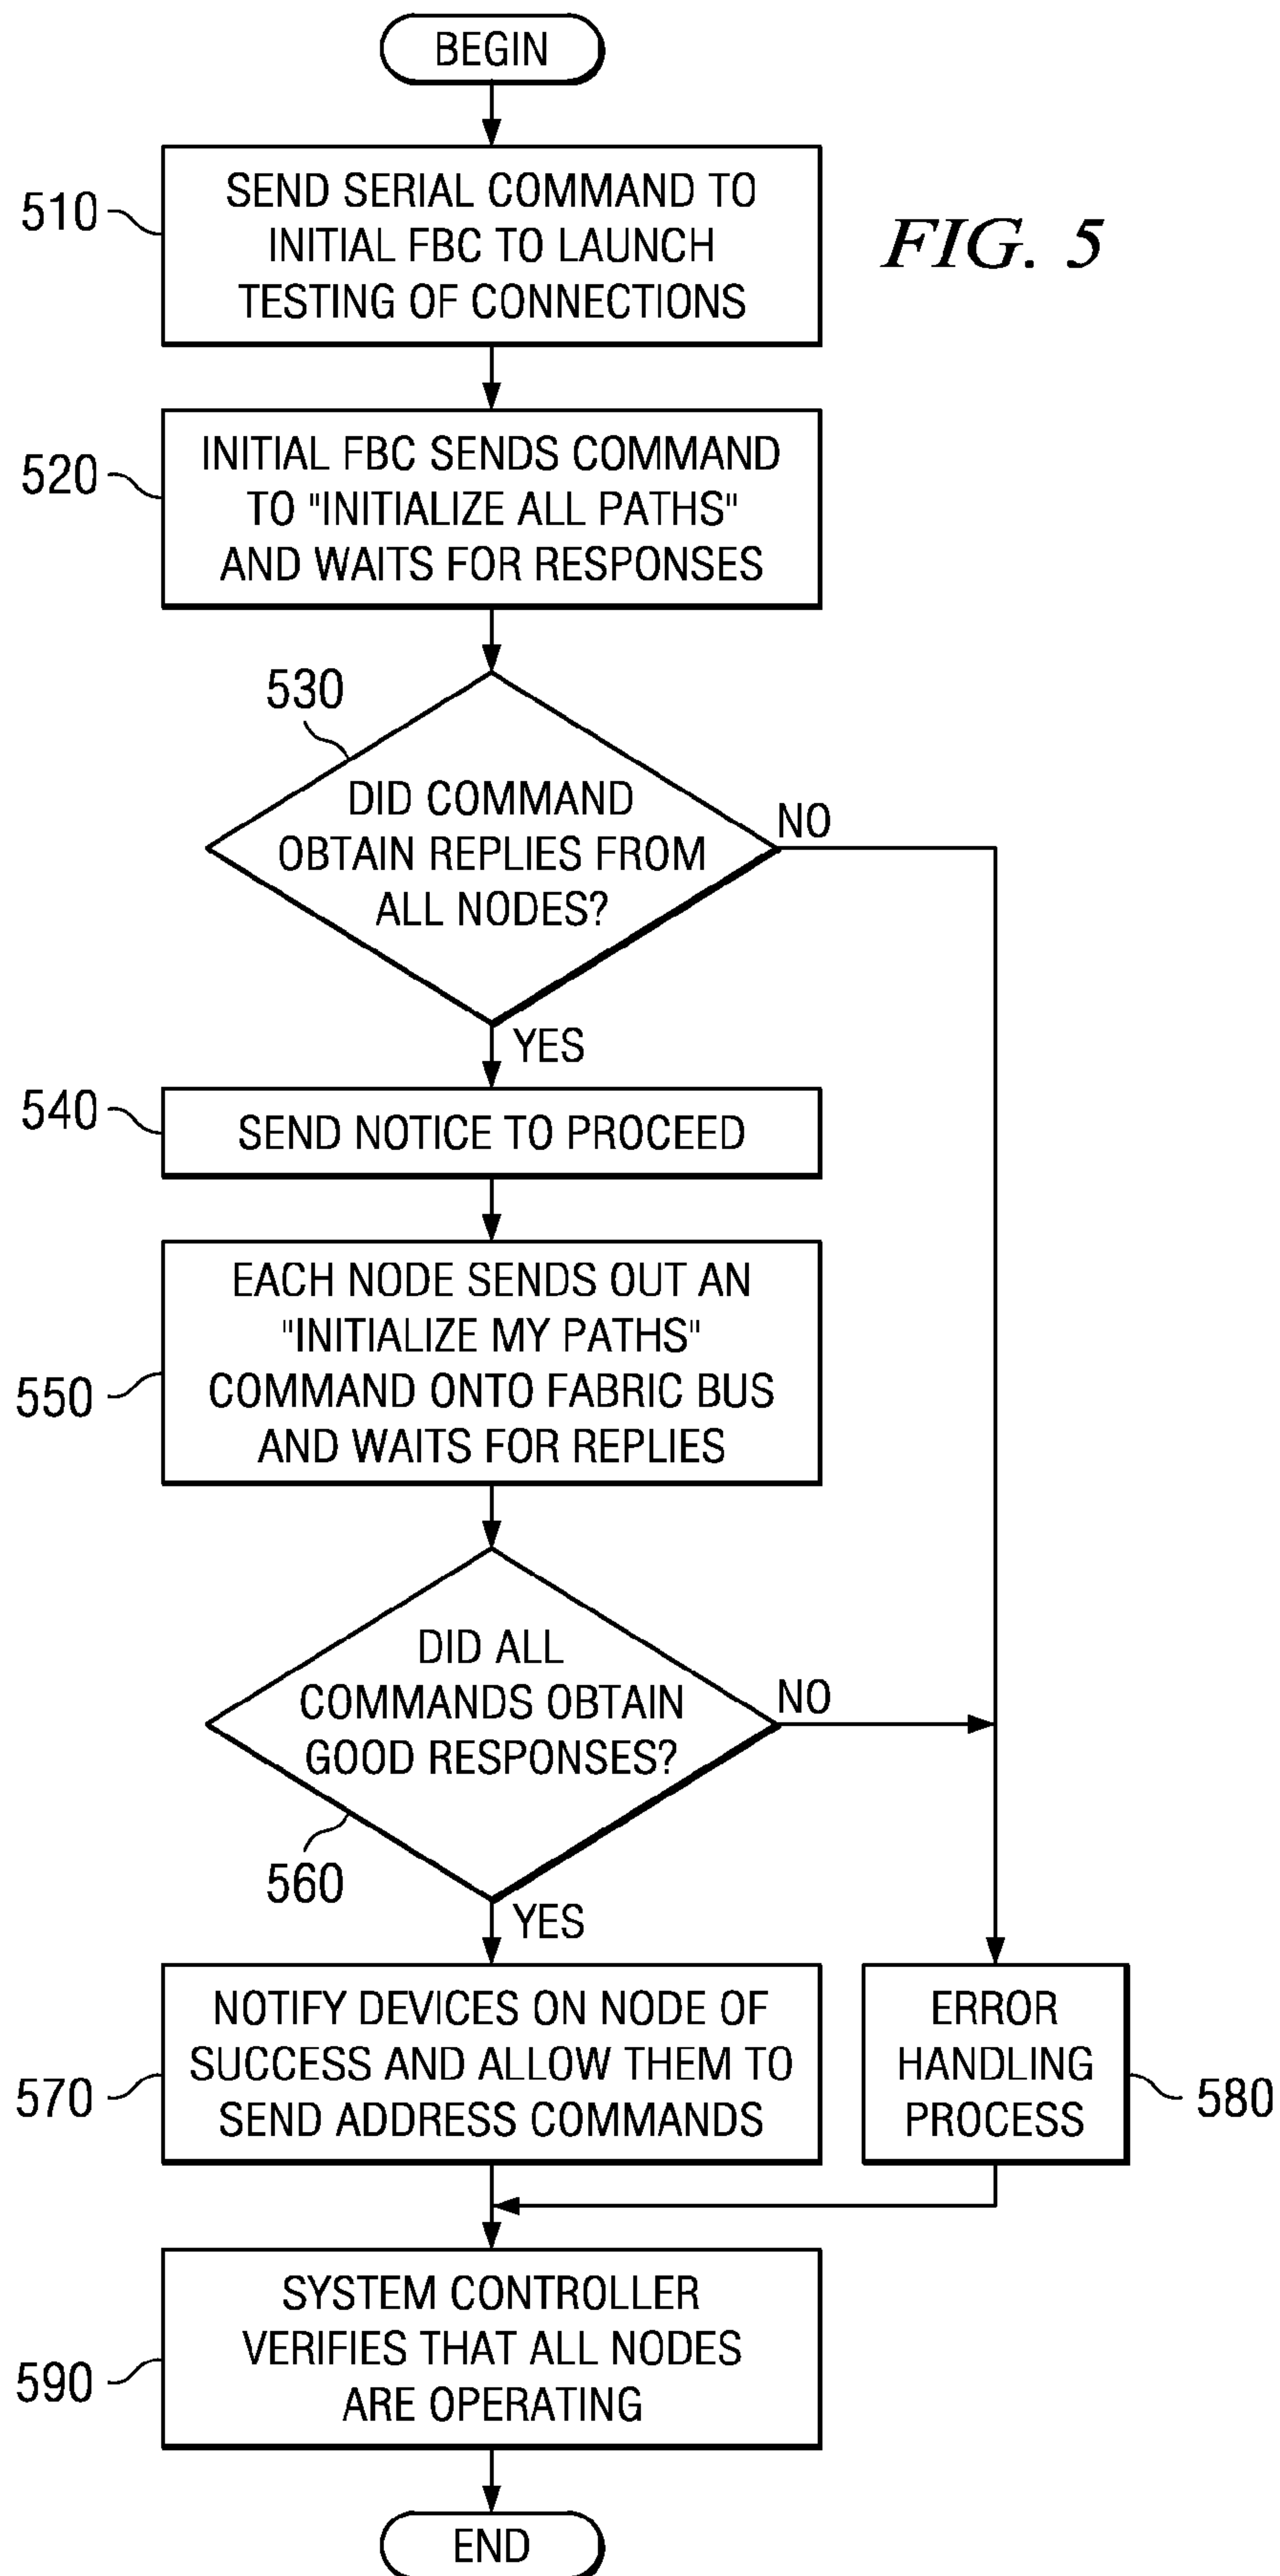 BEGIN
510
SEND SERIAL COMMAND TO
INITIAL FBC TO LAUNCH
TESTING OF CONNECTIONS
FIG. 5
520
INITIAL FBC SENDS COMMAND
TO "INITIALIZE ALL PATHS"
AND WAITS FOR RESPONSES
530
DID COMMAND
OBTAIN REPLIES FROM
ALL NODES?
NO
YES
540
SEND NOTICE TO PROCEED
550
EACH NODE SENDS OUT AN
"INITIALIZE MY PATHS"
COMMAND ONTO FABRIC BUS
AND WAITS FOR REPLIES
DID ALL
COMMANDS OBTAIN
GOOD RESPONSES?
NO
560
YES
570
NOTIFY DEVICES ON NODE OF
SUCCESS AND ALLOW THEM TO
SEND ADDRESS COMMANDS
ERROR
HANDLING
PROCESS
580
590
SYSTEM CONTROLLER
VERIFIES THAT ALL NODES
ARE OPERATING
END